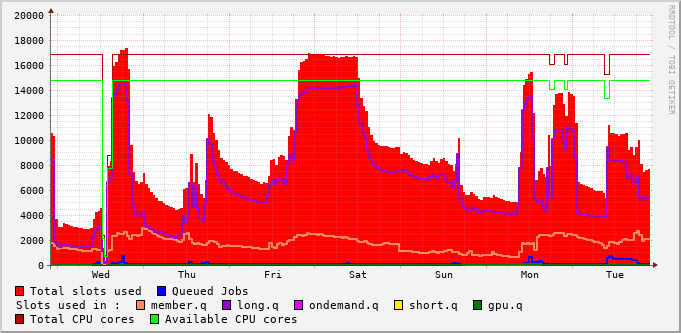 20000
18000
16000
14000
12000
10000
8000
6000
4000
2000
0
Wed Thu Fri Sat Sun Mon Tue
RRDTOOL / TOBI OETIKER
Total slots used Queued Jobs
Slots used in : member.q long.q ondemand.q short.q gpu.q
Total CPU cores Available CPU cores